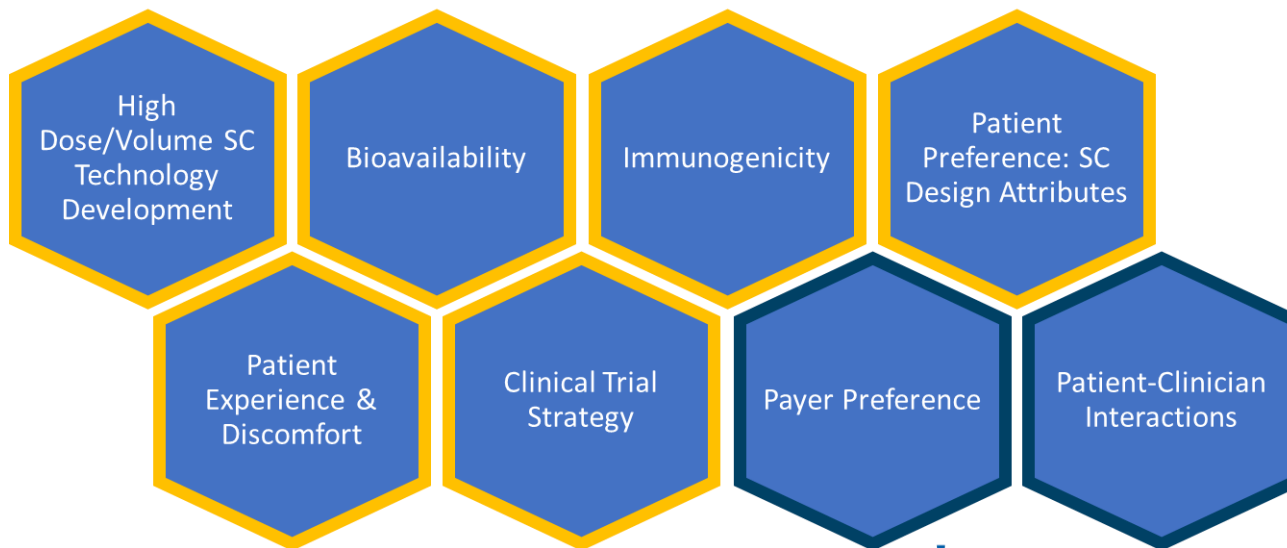 High
Dose/Volume SC
Technology
Development
Bioavailability
Immunogenicity
Patient
Preference: SC
Design Attributes
Patient
Experience &
Discomfort
Clinical Trial
Strategy
Payer Preference
Patient-Clinician
Interactions